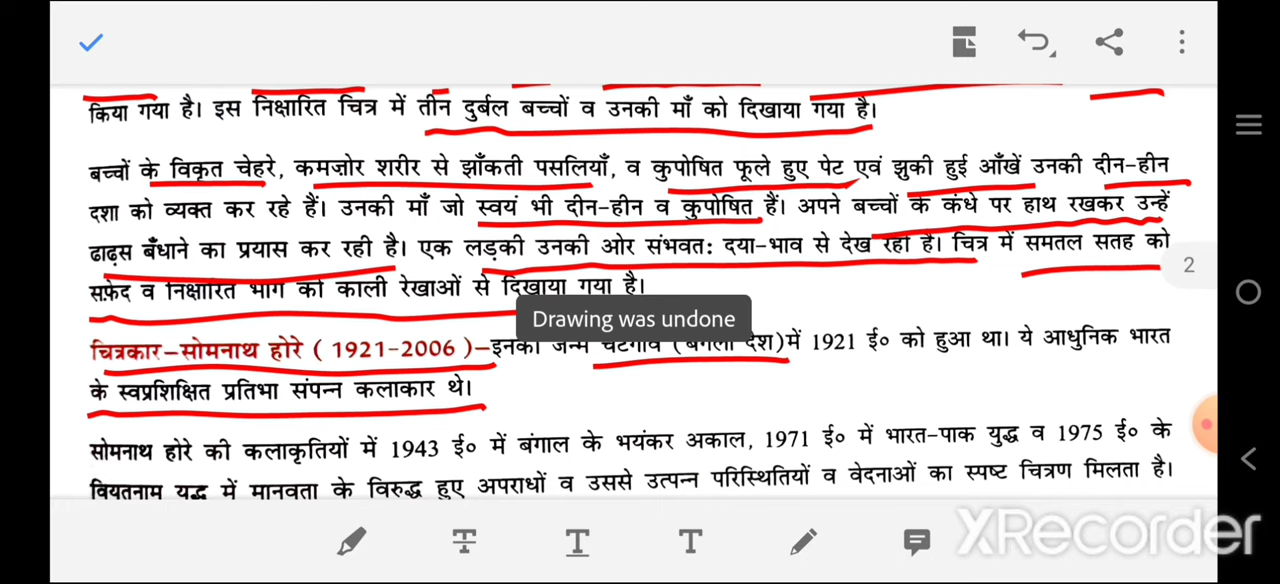 किया गया है। इस निक्षारित चित्र में तीन दुर्बल बच्चों व उनकी माँ को दिखाया गया है।
बच्चों के विकृत चेहरे, कमज़ोर शरीर से झाँकती पसलियाँ, व कुपोषित फूले हुए पेट एवं झुकी हुई आँखें उनकी दीन-हीन
दशा को व्यक्त कर रहे हैं। उनकी माँ जो स्वयं भी दीन-हीन व कुपोषित हैं। अपने बच्चों के कंधे पर हाथ रखकर उन्हें
ढाढ़स बँधाने का प्रयास कर रही है। एक लड़की उनकी ओर संभवत: दया-भाव से देख रही है। चित्र में समतल सतह को
2
सफ़ेद व निक्षारित भाग को काली रेखाओं से दिखाया गया है।
Drawing was undone
चित्रकार-सोमनाथ होरे ( 1921-2006 )-इनका जन्म चटगाँव (बंगला देश) में 1921 ई० को हुआ था। ये आधुनिक भारत
के स्वप्रशिक्षित प्रतिभा संपन्न कलाकार थे।
सोमनाथ होरे की कलाकृतियों में 1943 ई० में बंगाल के भयंकर अकाल, 1971 ई० में भारत-पाक युद्ध व 1975 ई० के
वियतनाम युद्ध में मानवता के विरुद्ध हुए अपराधों व उससे उत्पन्न परिस्थितियों व वेदनाओं का स्पष्ट चित्रण मिलता है।
T T T
XRecorder